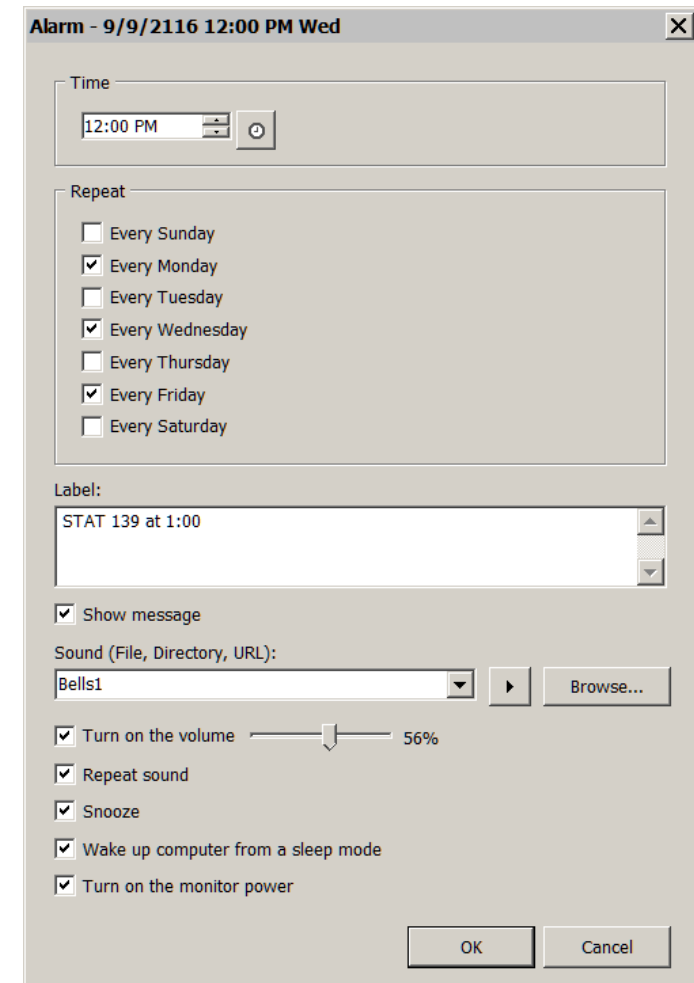 Alarm - 9/9/2116 12:00 PM Wed
Time
12:00 PM
Repeat
Every Sunday
Every Monday
Every Tuesday
Every Wednesday
Every Thursday
Every Friday
Every Saturday
Label:
STAT 139 at 1:00
Show message
Sound (File, Directory, URL):
Bells1 Browse...
Turn on the volume 56%
Repeat sound
Snooze
Wake up computer from a sleep mode
Turn on the monitor power
OK Cancel